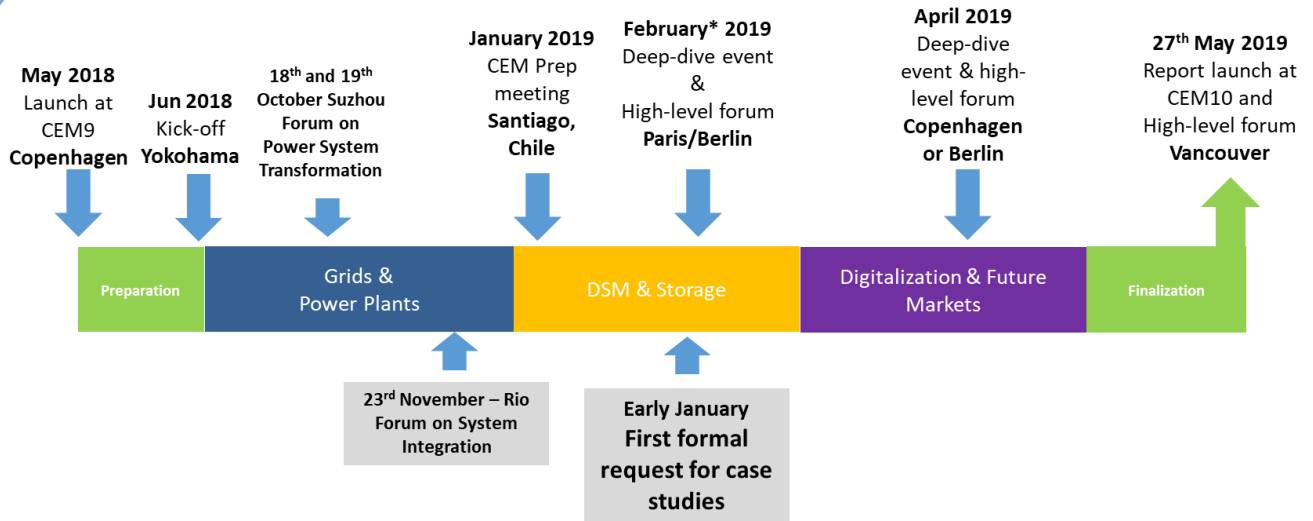 May 2018
Launch at
CEM9
Copenhagen
Jun 2018
Kick-off
Yokohama
18th and 19th
October Suzhou
Forum on
Power System
Transformation
January 2019
CEM Prep
meeting
Santiago,
Chile
February* 2019
Deep-dive event
&
High-level forum
Paris/Berlin
April 2019
Deep-dive
event & high-
level forum
Copenhagen
or Berlin
27th May 2019
Report launch at
CEM10 and
High-level forum
Vancouver
Preparation
Grids &
Power Plants
DSM & Storage
Digitalization & Future
Markets
Finalization
23rd November – Rio
Forum on System
Integration
Early January
First formal
request for case
studies